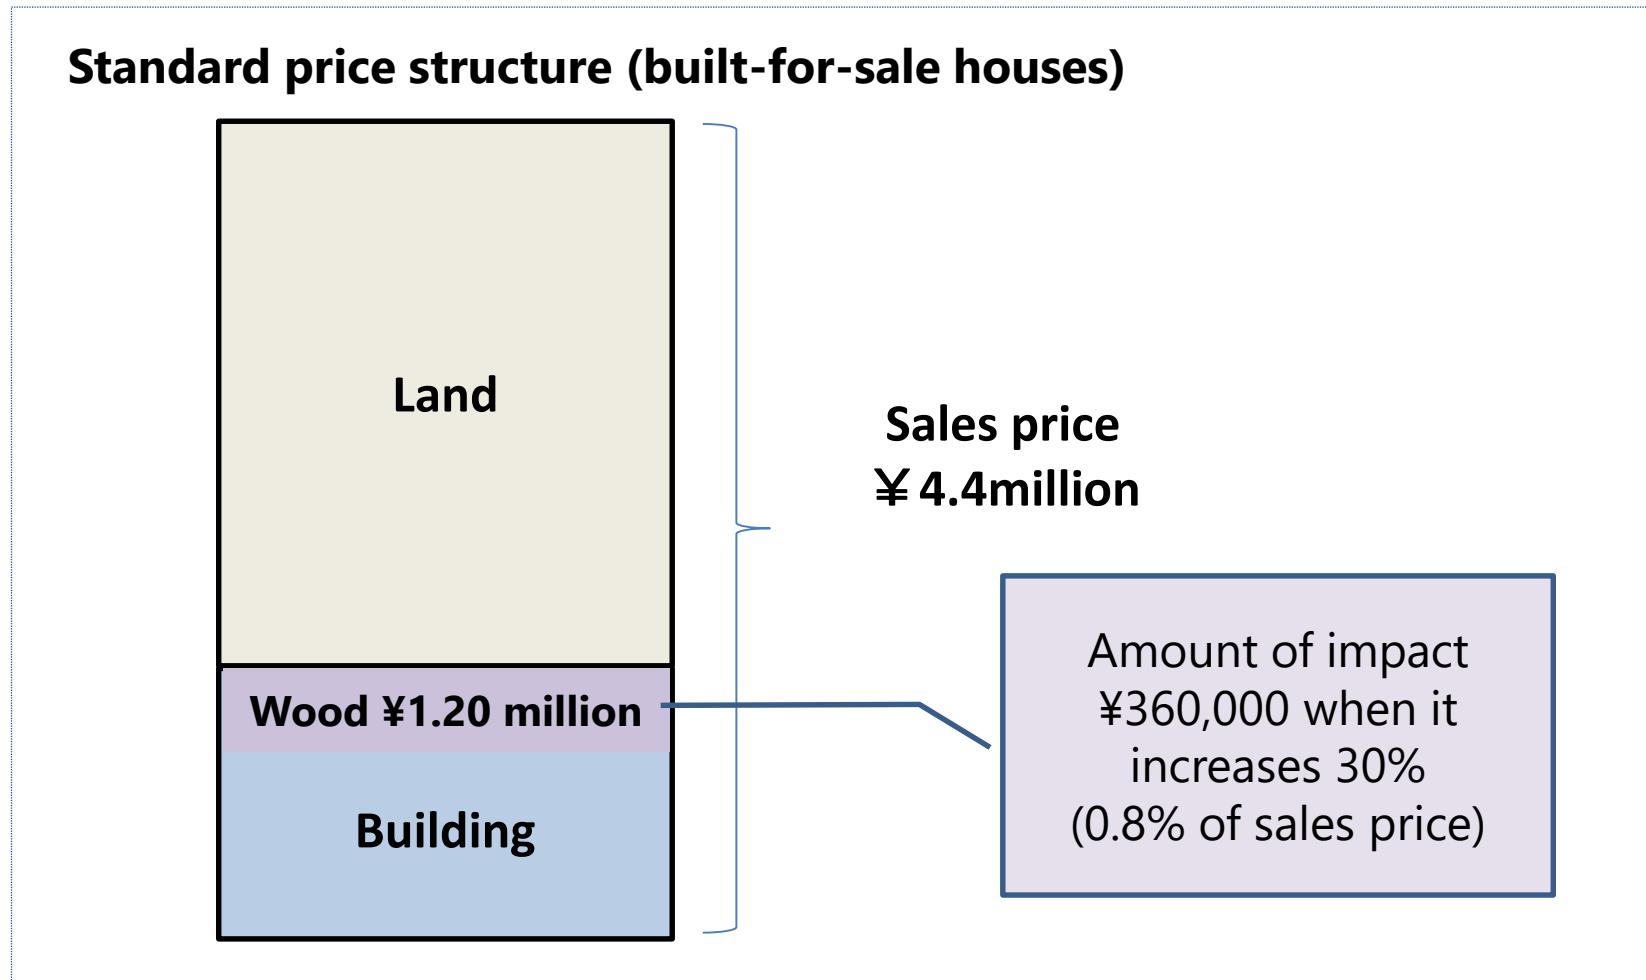 Standard price structure (built-for-sale houses)
Land
Sales price
￥4.4million
Wood ¥1.20 million
Building
Amount of impact
¥360,000 when it
increases 30%
(0.8% of sales price)